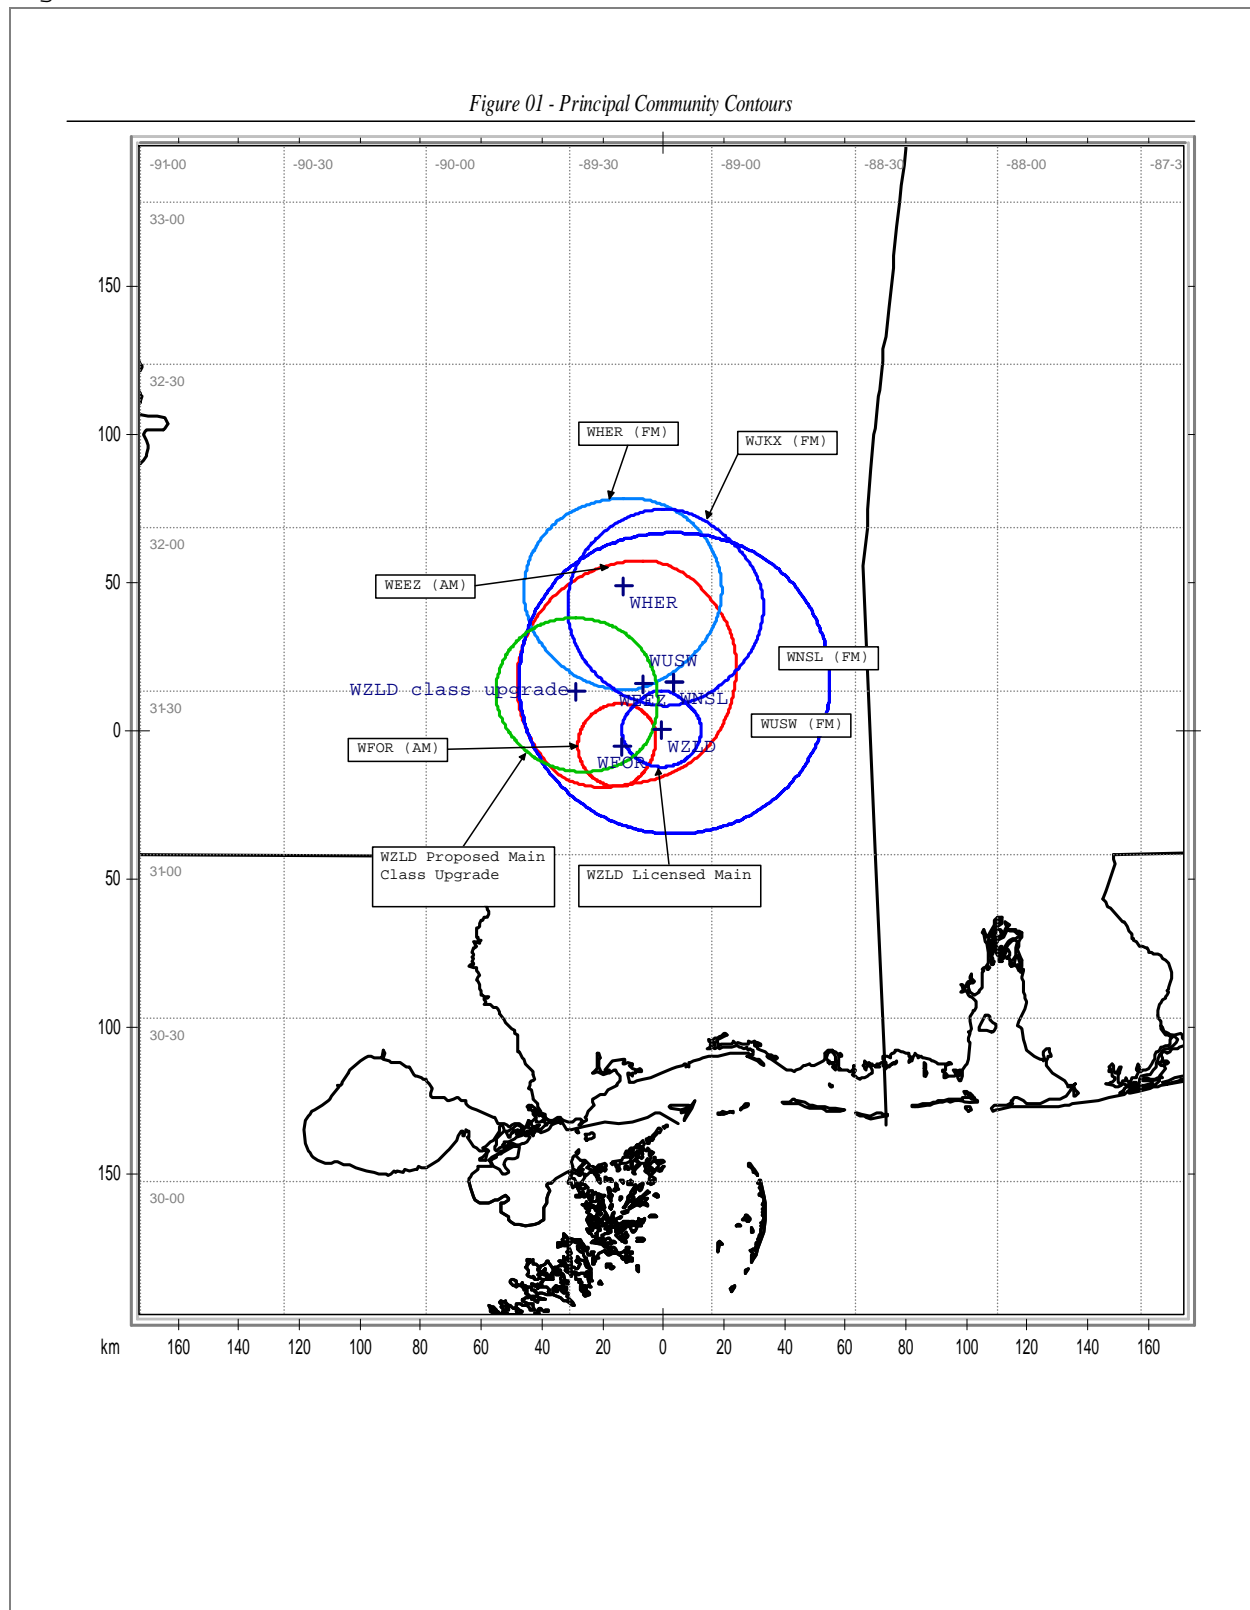 Figure 01 - Principal Community Contours
-91-00
-90-30
-90-00
-89-30
-89-00
-88-30
-88-00
-87-3
33-00
150
32-30
100
WHER (FM)
WJKX (FM)
32-00
50
WEEZ (AM)
WHER
WUSW
WNSL (FM)
WZLD class upgrade
WEEZ
WNSL
31-30
0
WUSW (FM)
WFOR (AM)
WZLD
WFOR
WZLD Proposed Main
Class Upgrade
31-00
50
WZLD Licensed Main
100
30-30
150
30-00
km
160
140
120
100
80
60
40
20
0
20
40
60
80
100
120
140
160